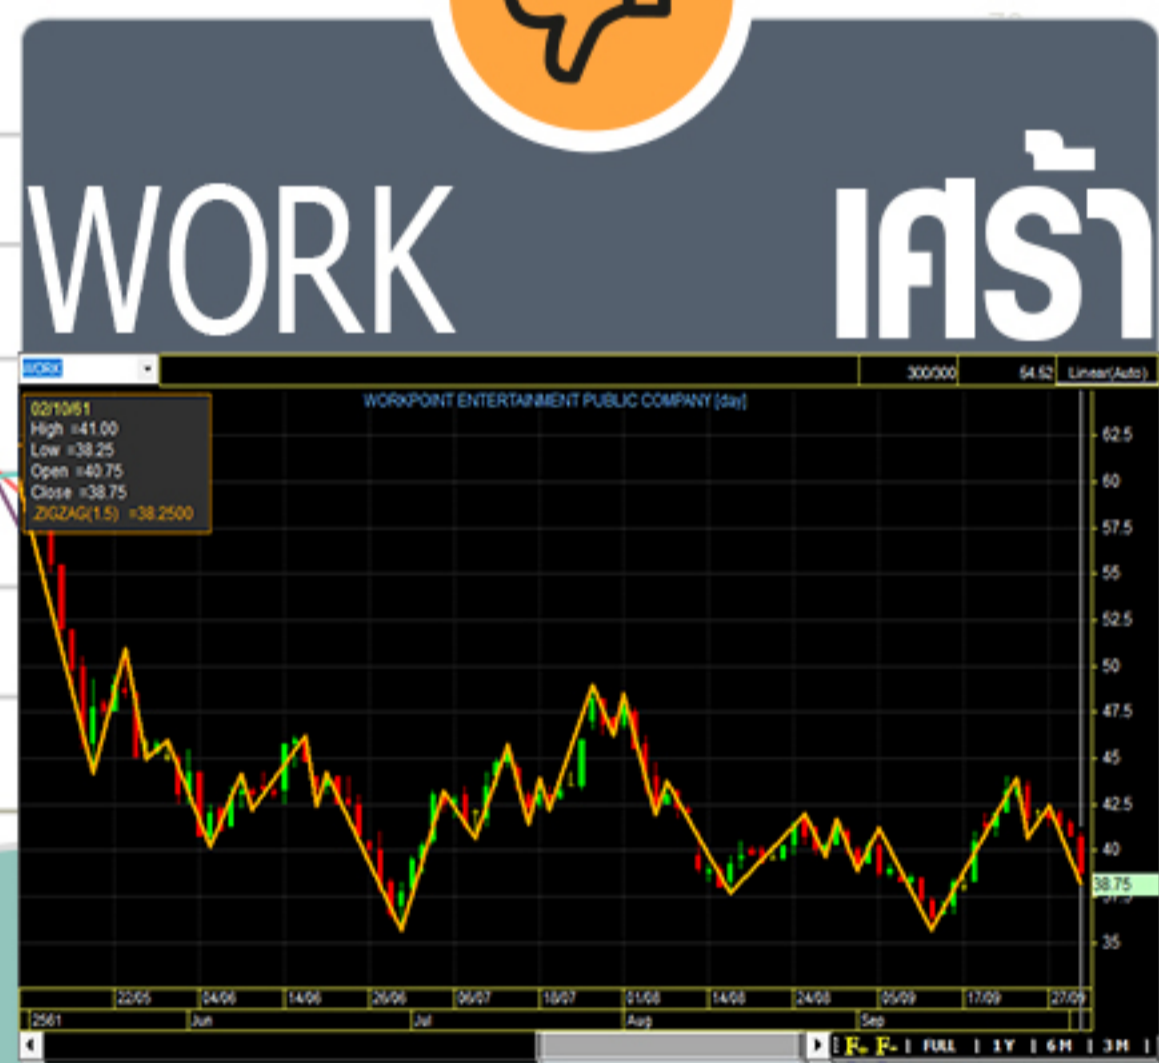 WORK เศร้า
WORK 300/300 54.52 Linear(Auto)
WORKPOINT ENTERTAINMENT PUBLIC COMPANY [day]
02/10/61
High =41.00
Low =38.25
Open =40.75
Close =38.75
ZIGZAG(1.5) =38.2500
62.5
60
57.5
55
52.5
50
47.5
45
42.5
40
38.75
37.5
35
22/05 04/06 14/06 26/06 06/07 18/07 01/08 14/08 24/08 05/09 17/09 27/09
2561 Jun Jul Aug Sep
F+ F- | FULL | 1Y | 6M | 3M |